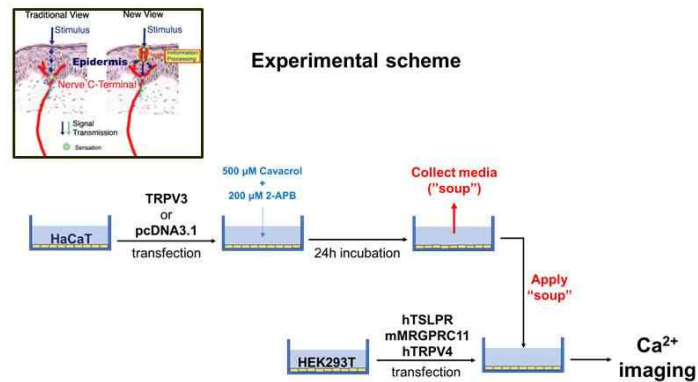 Traditional View
New View
Stimulus
Stimulus
Epidermis
Information
Processing
Nerve C-Terminal
Signal
Transmission
Sensation
Experimental scheme
500 µM Cavacrol
+
200 µM 2-APB
Collect media
("soup")
TRPV3
or
pcDNA3.1
HaCaT
transfection
24h incubation
Apply
"soup"
hTSLPR
mMRGPRC11
hTRPV4
HEK293T
transfection
Ca²⁺
imaging